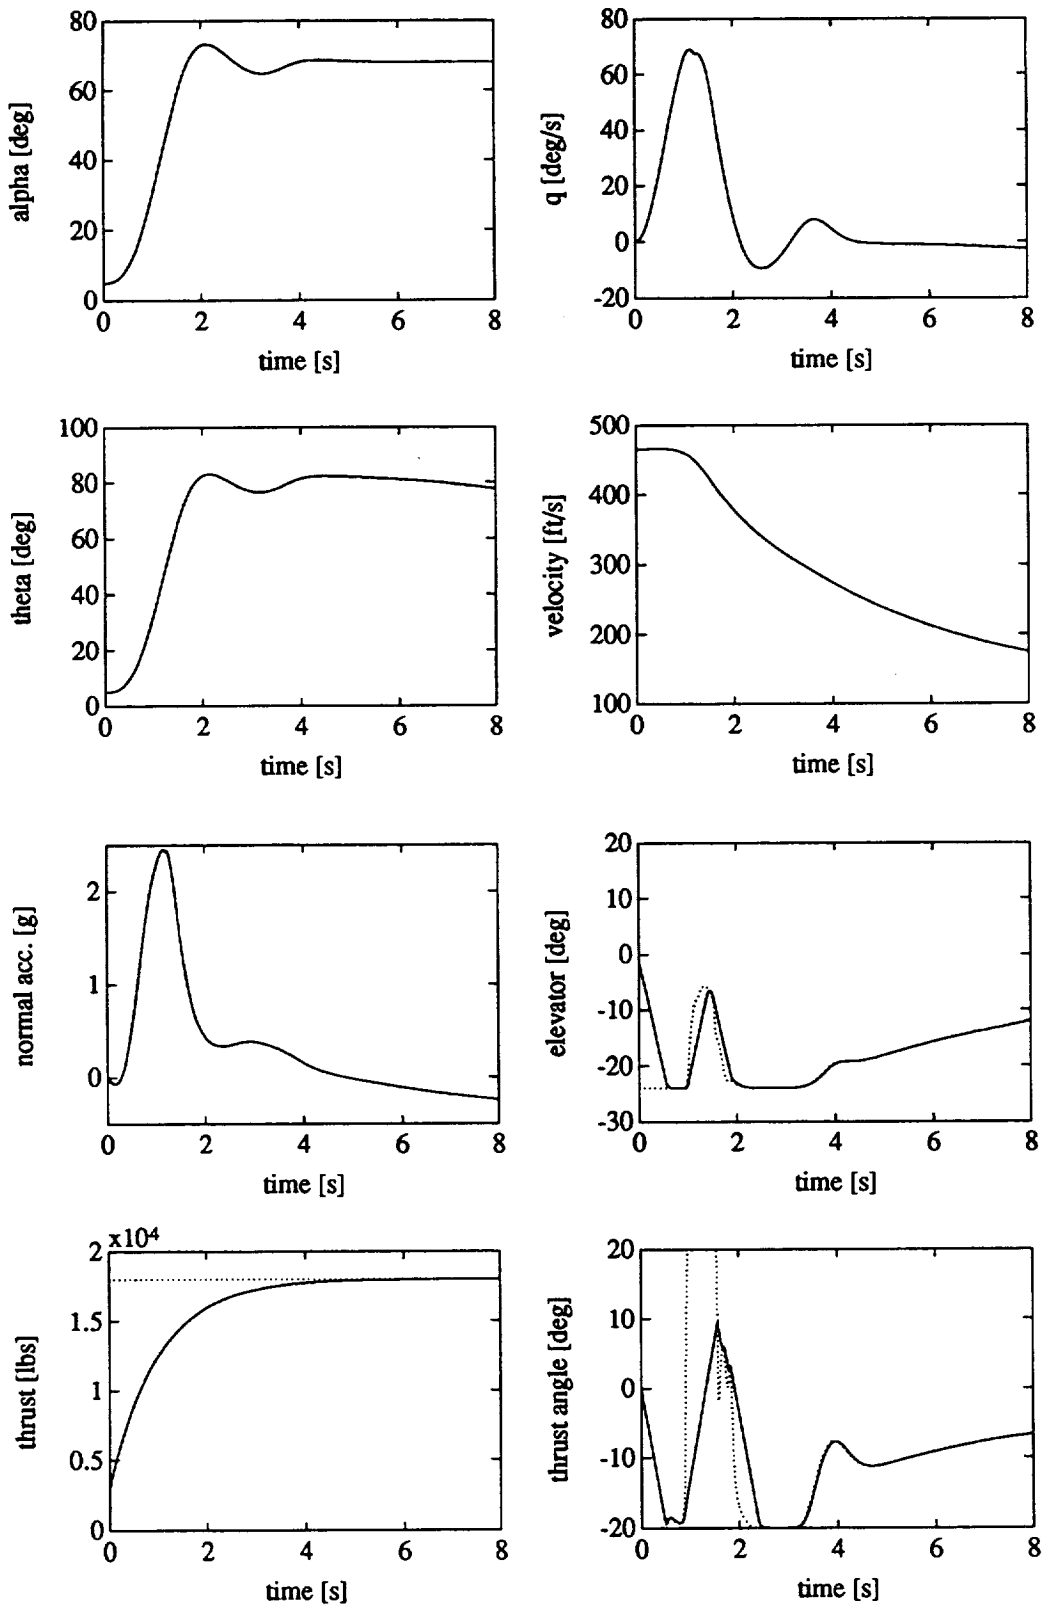 80
60
40
20
0
alpha [deg]
0 2 4 6 8
time [s]
80
60
40
20
0
-20
q [deg/s]
0 2 4 6 8
time [s]
100
80
60
40
20
0
theta [deg]
0 2 4 6 8
time [s]
500
400
300
200
100
velocity [ft/s]
0 2 4 6 8
time [s]
2
1
0
normal acc. [g]
0 2 4 6 8
time [s]
20
10
0
-10
-20
-30
elevator [deg]
0 2 4 6 8
time [s]
x10⁴
2
1.5
1
0.5
0
thrust [lbs]
0 2 4 6 8
time [s]
20
10
0
-10
-20
thrust angle [deg]
0 2 4 6 8
time [s]